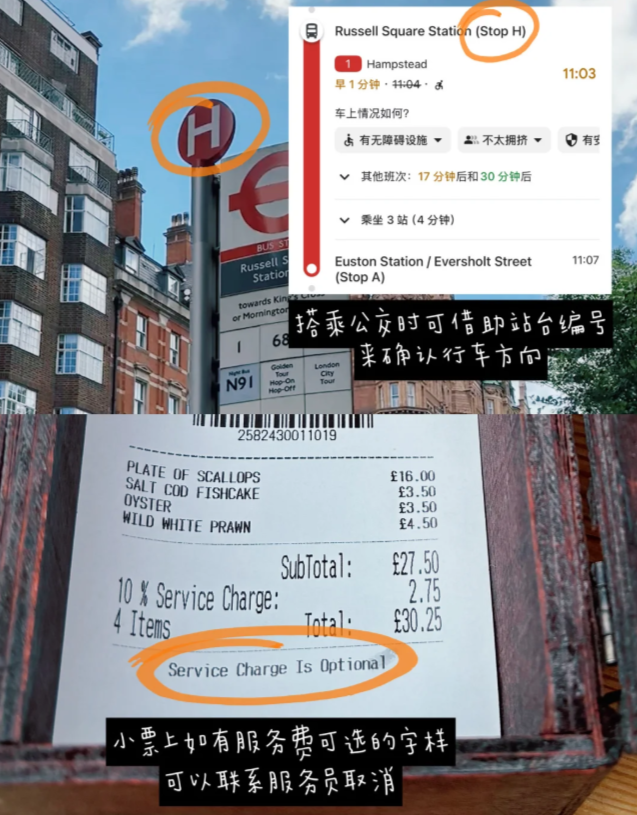 H
BUS ST
Russell S
Station
towards King's Cross
or Mornington
1
68
Night Bus
N91
Golden
Tour
Hop-On
Hop-Off
London
City
Tour
Russell Square Station (Stop H)
1 Hampstead
11:03
早 1 分钟 · 11:04 ·
车上情况如何?
有无障碍设施
不太拥挤
有安
其他班次: 17 分钟后和 30 分钟后
乘坐 3 站 (4 分钟)
Euston Station / Eversholt Street
(Stop A)
11:07
搭乘公交时可借助站台编号
来确认行车方向
2582430011019
PLATE OF SCALLOPS £16.00
SALT COD FISHCAKE £3.50
OYSTER £3.50
WILD WHITE PRAWN £4.50
SubTotal: £27.50
10 % Service Charge: 2.75
4 Items Total: £30.25
Service Charge Is Optional
小票上如有服务费可选的字样
可以联系服务员取消